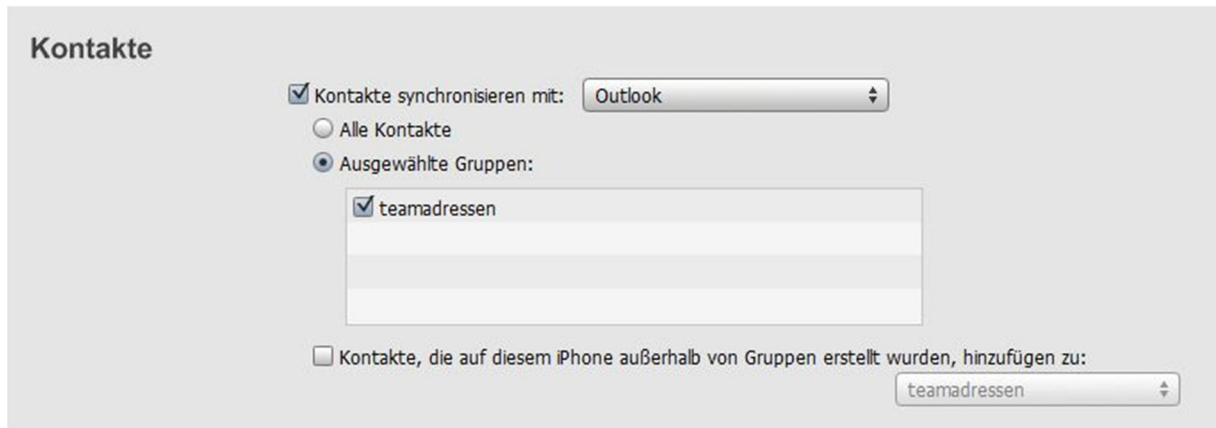 Kontakte
Kontakte synchronisieren mit: Outlook
Alle Kontakte
Ausgewählte Gruppen:
teamadressen
Kontakte, die auf diesem iPhone außerhalb von Gruppen erstellt wurden, hinzufügen zu:
teamadressen